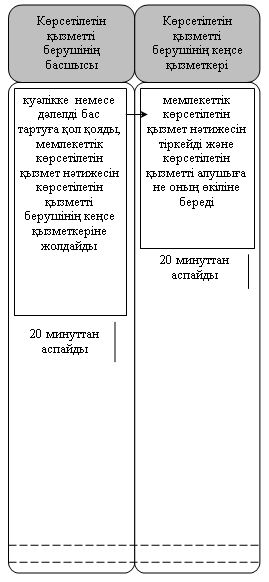 Көрсетілетін
қызметті
берушінің
басшысы
Көрсетілетін
қызметті
берушінің кеңсе
қызметкері
куәлікке немесе
дәлелді бас
тартуға қол қояды,
мемлекеттік
көрсетілетін
қызмет нәтижесін
көрсетілетін
қызметті
берушінің кеңсе
қызметкеріне
жолдайды
мемлекеттік
көрсетілетін
қызмет нәтижесін
тіркейді және
көрсетілетін
қызметті алушыға
не оның өкіліне
береді
20 минуттан
аспайды
20 минуттан
аспайды